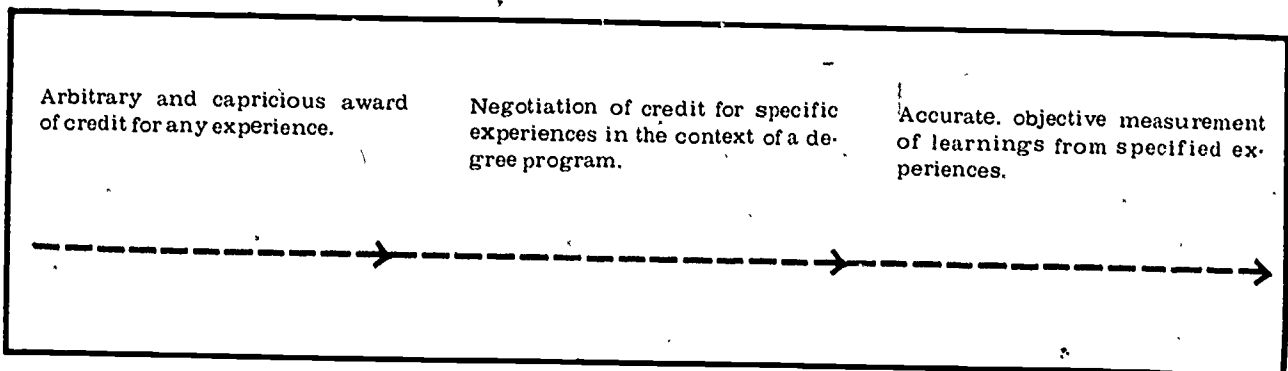 Arbitrary and capricious award
of credit for any experience.
Negotiation of credit for specific
experiences in the context of a de-
gree program.
Accurate. objective measurement
of learnings from specified ex-
periences.